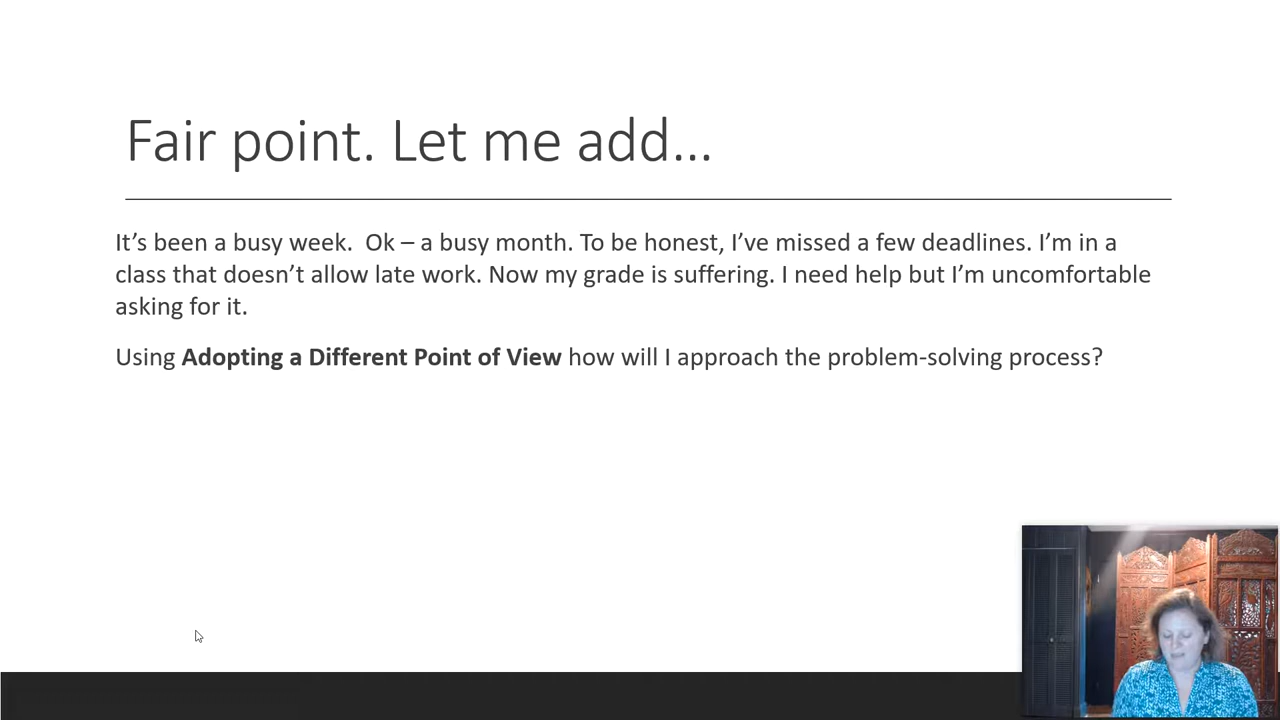 Fair point. Let me add…
It’s been a busy week.  Ok – a busy month. To be honest, I’ve missed a few deadlines. I’m in a
class that doesn’t allow late work. Now my grade is suffering. I need help but I’m uncomfortable
asking for it.
Using Adopting a Different Point of View how will I approach the problem-solving process?